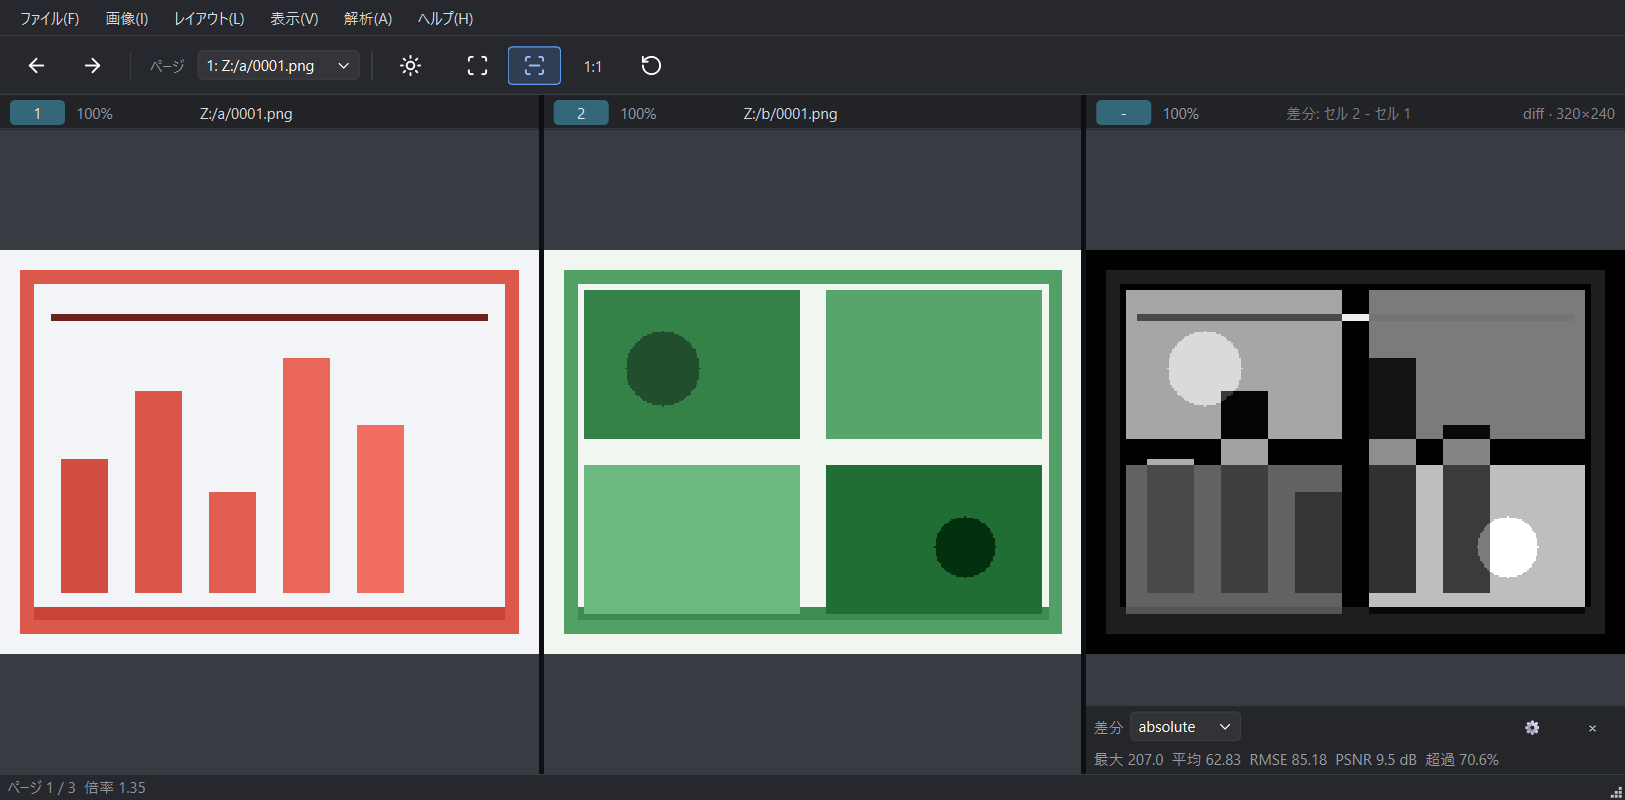 ファイル(F) 画像(I) レイアウト(L) 表示(V) 解析(A) ヘルプ(H)
ページ 1: Z:/a/0001.png 1:1
1 100% Z:/a/0001.png
2 100% Z:/b/0001.png
- 100% 差分: セル 2 - セル 1 diff · 320×240
差分 absolute ×
最大 207.0 平均 62.83 RMSE 85.18 PSNR 9.5 dB 超過 70.6%
ページ 1 / 3 倍率 1.35